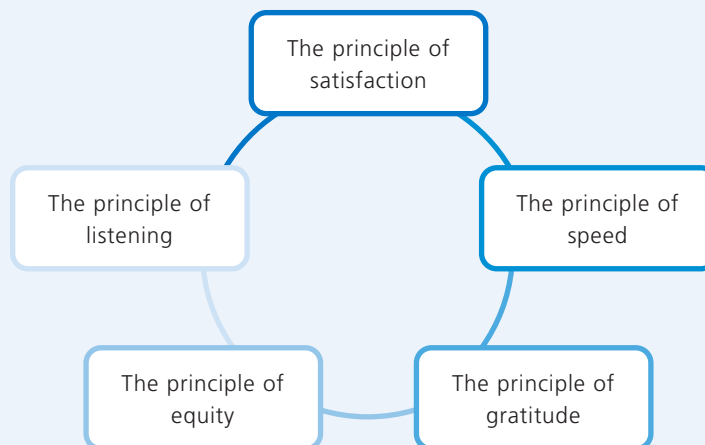 The principle of
satisfaction
The principle of
listening
The principle of
speed
The principle of
equity
The principle of
gratitude